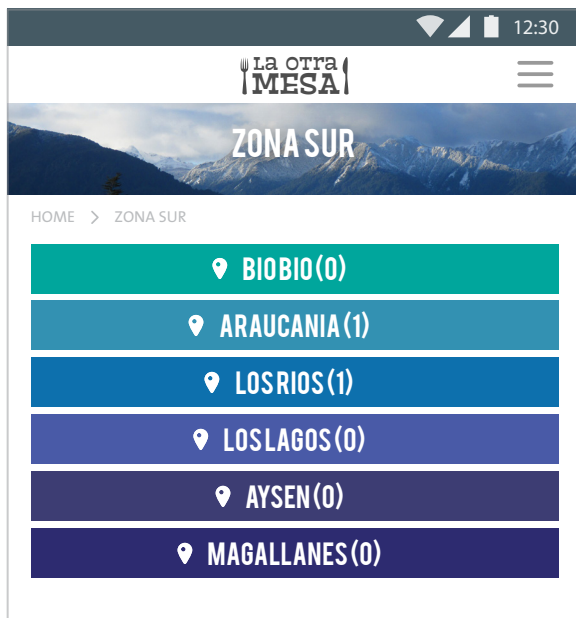 12:30
La OTra
MESA
ZONA SUR
HOME > ZONA SUR
BIOBIO (0)
ARAUCANIA (1)
LOS RIOS (1)
LOS LAGOS (0)
AYSEN (0)
MAGALLANES (0)